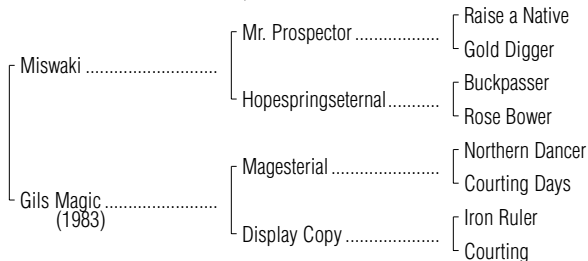 Raise a Native
Mr. Prospector ..................
Gold Digger
Miswaki ............................
Buckpasser
Hopespringseternal...........
Rose Bower
Northern Dancer
Magesterial .......................
Courting Days
Gils Magic ........................
(1983)
Iron Ruler
Display Copy ....................
Courting